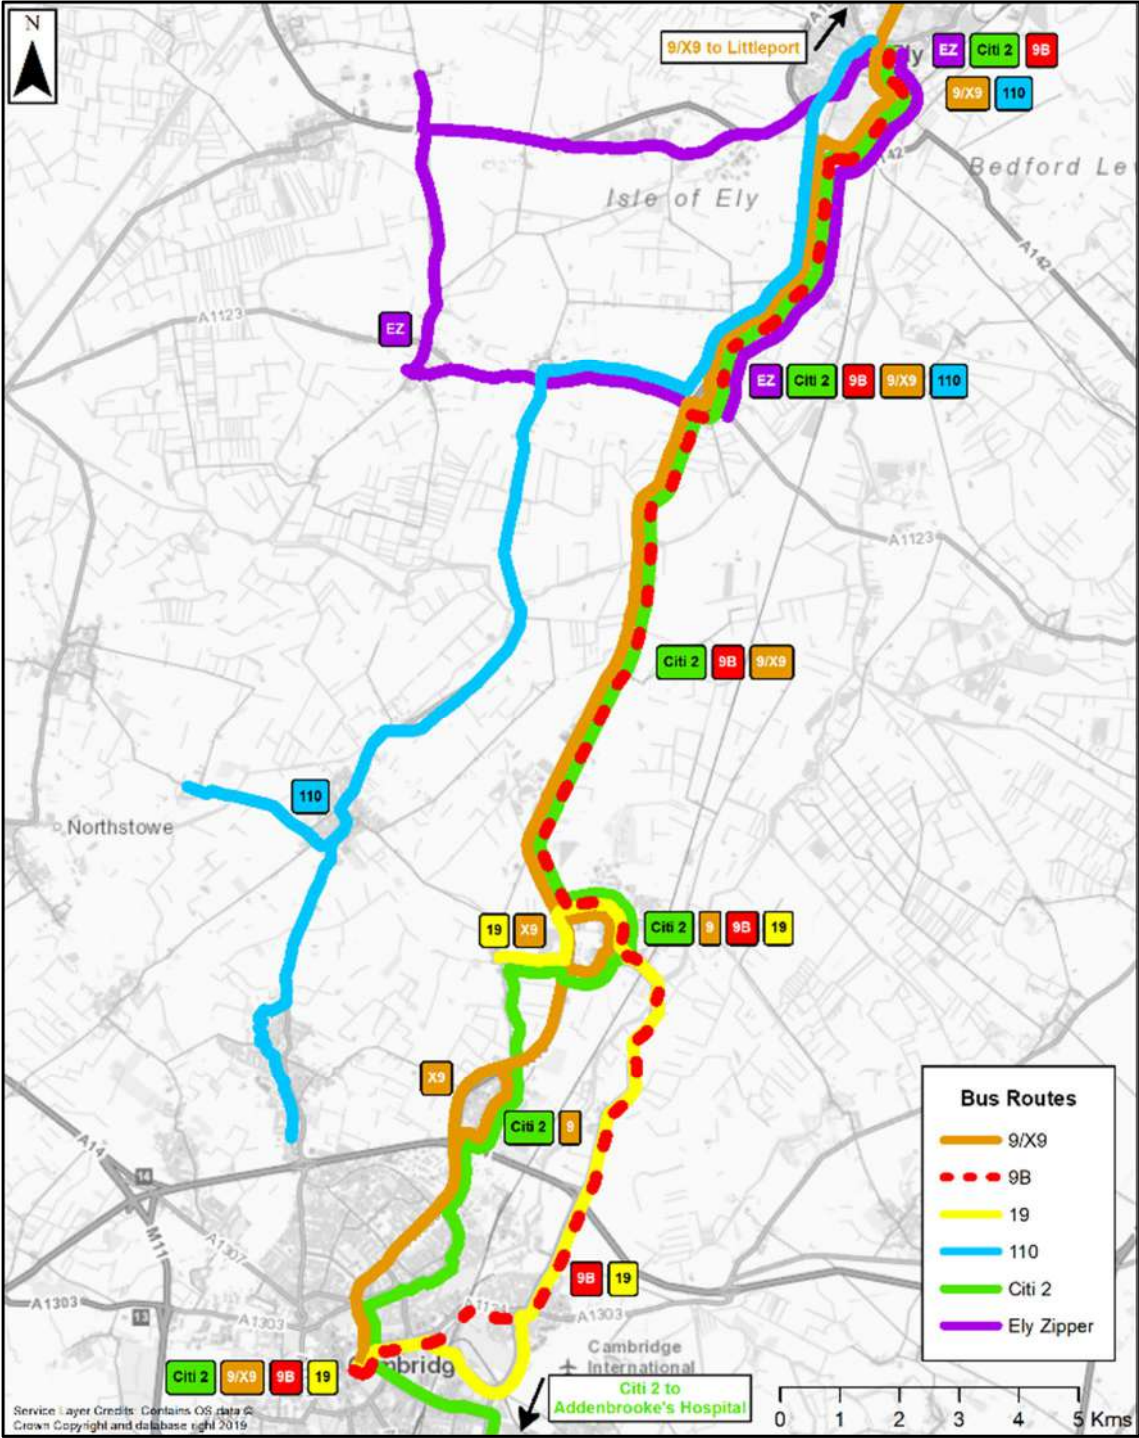 N
9/X9 to Littleport
EZ Citi 2 9B
9/X9 110
Isle of Ely
A142
A1123
EZ
EZ Citi 2 9B 9/X9 110
A1123
Citi 2 9B 9/X9
110
Northstowe
19 X9
Citi 2 9 9B 19
X9
Citi 2 9
A14
14
M11
A1307
9B 19
A1303
13
A1303
A1303
Cambridge
International
Citi 2 9/X9 9B 19
Citi 2 to
Addenbrooke's Hospital
Bus Routes
9/X9
9B
19
110
Citi 2
Ely Zipper
0 1 2 3 4 5 Kms
Service Layer Credits: Contains OS data ©
Crown Copyright and database right 2019